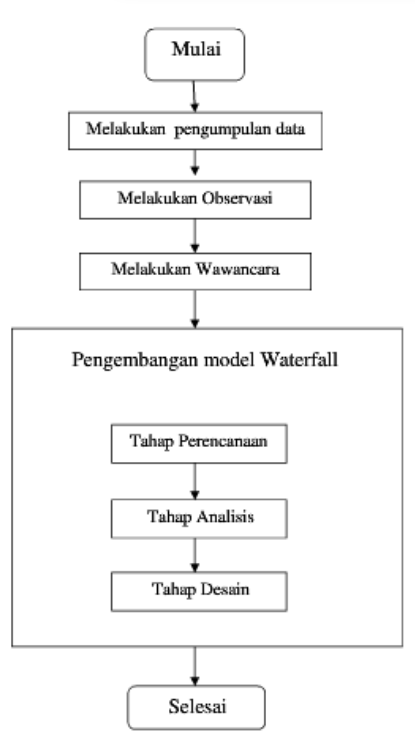 Mulai
Melakukan pengumpulan data
Melakukan Observasi
Melakukan Wawancara
Pengembangan model Waterfall
Tahap Perencanaan
Tahap Analisis
Tahap Desain
Selesai